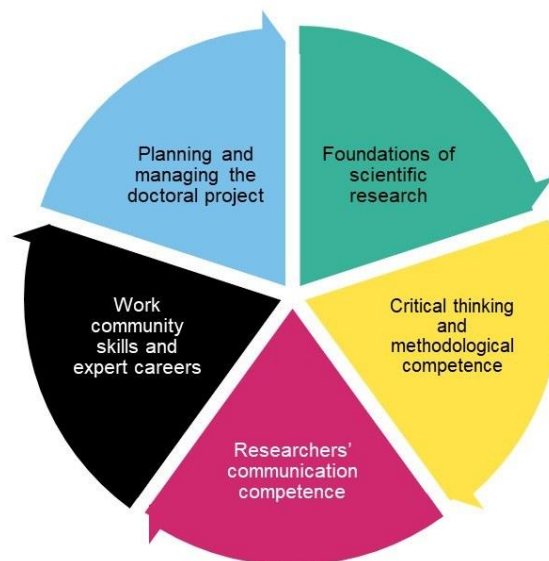 Planning and
managing the
doctoral project
Foundations of
scientific
research
Critical thinking
and
methodological
competence
Researchers'
communication
competence
Work
community
skills and
expert careers